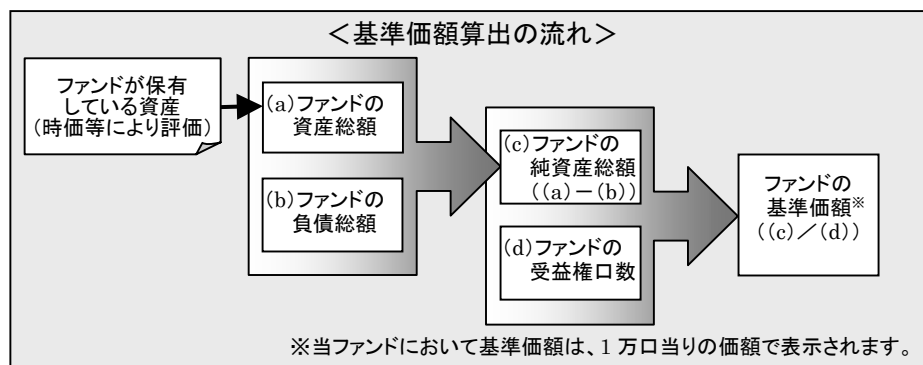 ＜基準価額算出の流れ＞
ファンドが保有
している資産
(時価等により評価)
(a)ファンドの
資産総額
(b)ファンドの
負債総額
(c)ファンドの
純資産総額
((a)－(b))
(d)ファンドの
受益権口数
ファンドの
基準価額※
((c)／(d))
※当ファンドにおいて基準価額は、1万口当りの価額で表示されます。